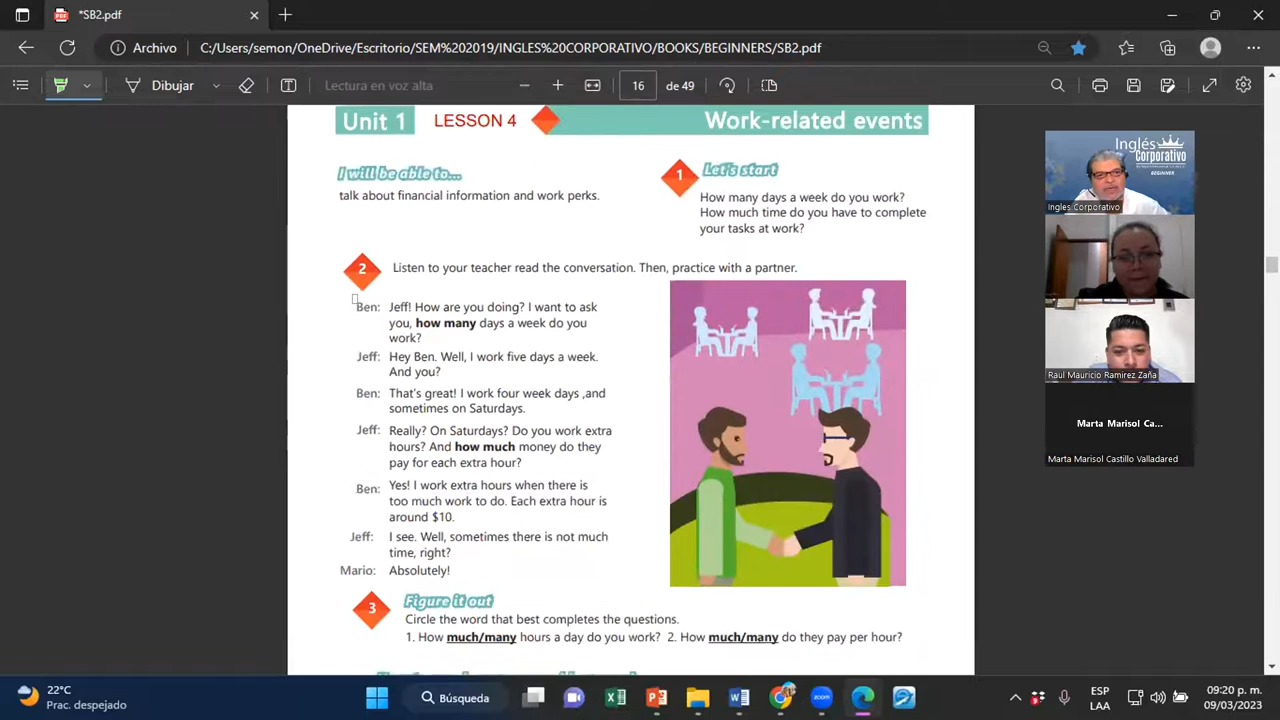 *SB2.pdf
Archivo C:/Users/semon/OneDrive/Escritorio/SEM%202019/INGLES%20CORPORATIVO/BOOKS/BEGINNERS/SB2.pdf
Dibujar Lectura en voz alta 16 de 49
Unit 1 LESSON 4 Work-related events
I will be able to...
talk about financial information and work perks.
1 Let's start
How many days a week do you work?
How much time do you have to complete
your tasks at work?
2 Listen to your teacher read the conversation. Then, practice with a partner.
Ben: Jeff! How are you doing? I want to ask
you, how many days a week do you
work?
Jeff: Hey Ben. Well, I work five days a week.
And you?
Ben: That's great! I work four week days ,and
sometimes on Saturdays.
Jeff: Really? On Saturdays? Do you work extra
hours? And how much money do they
pay for each extra hour?
Ben: Yes! I work extra hours when there is
too much work to do. Each extra hour is
around $10.
Jeff: I see. Well, sometimes there is not much
time, right?
Mario: Absolutely!
3 Figure it out
Circle the word that best completes the questions.
1. How much/many hours a day do you work? 2. How much/many do they pay per hour?
Inglés
Corporativo
BEGINNER
Ingles Corporativo
Raul Mauricio Ramirez Zaña
Marta Marisol Ca...
Marta Marisol Castillo Valladared
22°C
Prac. despejado
Búsqueda
ESP
LAA
09:20 p. m.
09/03/2023